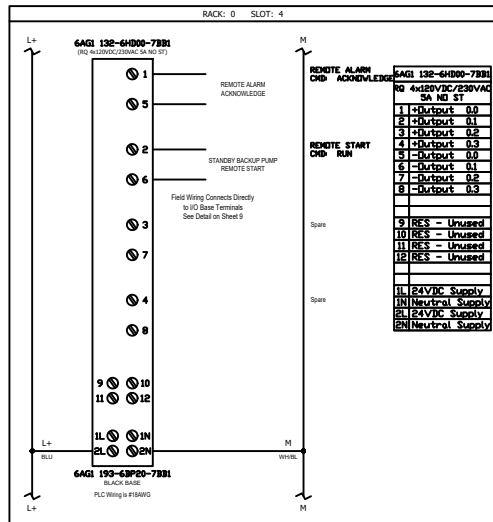 RACK: 0 SLOT: 4
L+
M
6AG1 132-6HD00-7BB1
(RQ 4x120VDC/230VAC 5A NO ST)
1
5
REMOTE ALARM
ACKNOWLEDGE
REMOTE ALARM
CMD: ACKNOWLEDGE
2
6
STANDBY BACKUP PUMP
REMOTE START
REMOTE START
CMD: RUN
Field Wiring Connects Directly
to I/O Base Terminals
See Detail on Sheet 9
3
7
Spare
4
8
Spare
9 10
11 12
1L 1N
2L 2N
L+
BLU
M
WH/BL
6AG1 193-6BP20-7BB1
BLACK BASE
PLC Wiring is #18AWG
L+
M
6AG1 132-6HD00-7BB1
RQ 4x120VDC/230VAC
5A NO ST
1 +Output 0.0
2 +Output 0.1
3 +Output 0.2
4 +Output 0.3
5 -Output 0.0
6 -Output 0.1
7 -Output 0.2
8 -Output 0.3
9 RES - Unused
10 RES - Unused
11 RES - Unused
12 RES - Unused
1L 24VDC Supply
1N Neutral Supply
2L 24VDC Supply
2N Neutral Supply